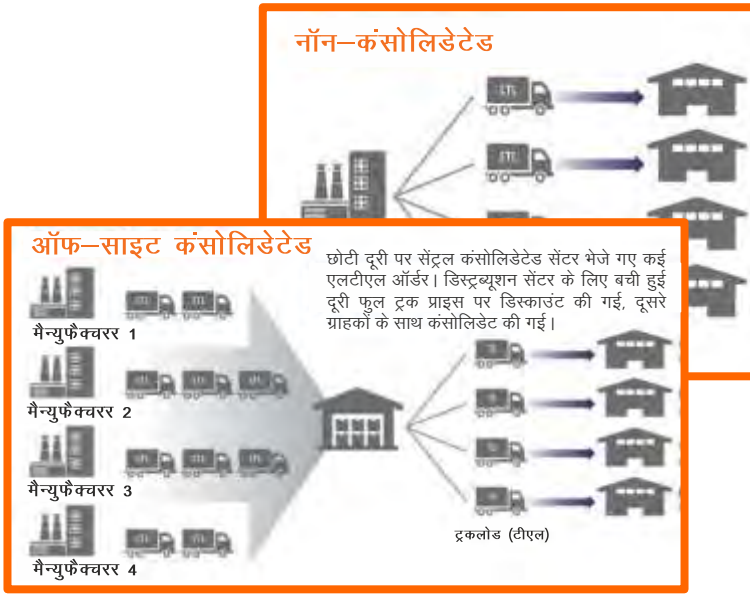 नॉन–कंसोलिडेटेड
LTL
ऑफ–साइट कंसोलिडेटेड
छोटी दूरी पर सेंट्रल कंसोलिडेटेड सेंटर भेजे गए कई
एलटीएल ऑर्डर। डिस्ट्रब्यूशन सेंटर के लिए बची हुई
दूरी फुल ट्रक प्राइस पर डिस्काउंट की गई, दूसरे
ग्राहकों के साथ कंसोलिडेट की गई।
मैन्युफैक्चरर 1
मैन्युफैक्चरर 2
मैन्युफैक्चरर 3
मैन्युफैक्चरर 4
ट्रकलोड (टीएल)